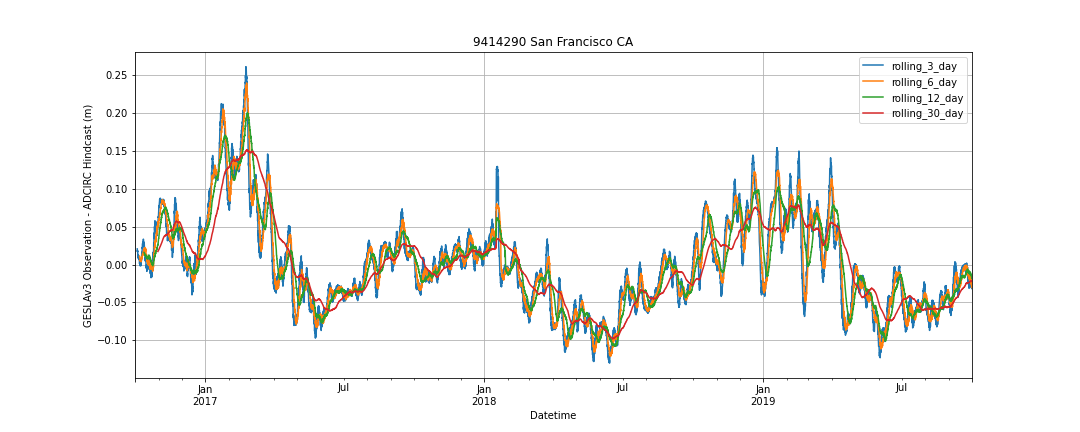 9414290 San Francisco CA
GESLAv3 Observation - ADCIRC Hindcast (m)
0.25
0.20
0.15
0.10
0.05
0.00
−0.05
−0.10
rolling_3_day
rolling_6_day
rolling_12_day
rolling_30_day
Jan Jul Jan Jul Jan Jul
2017 2018 2019
Datetime